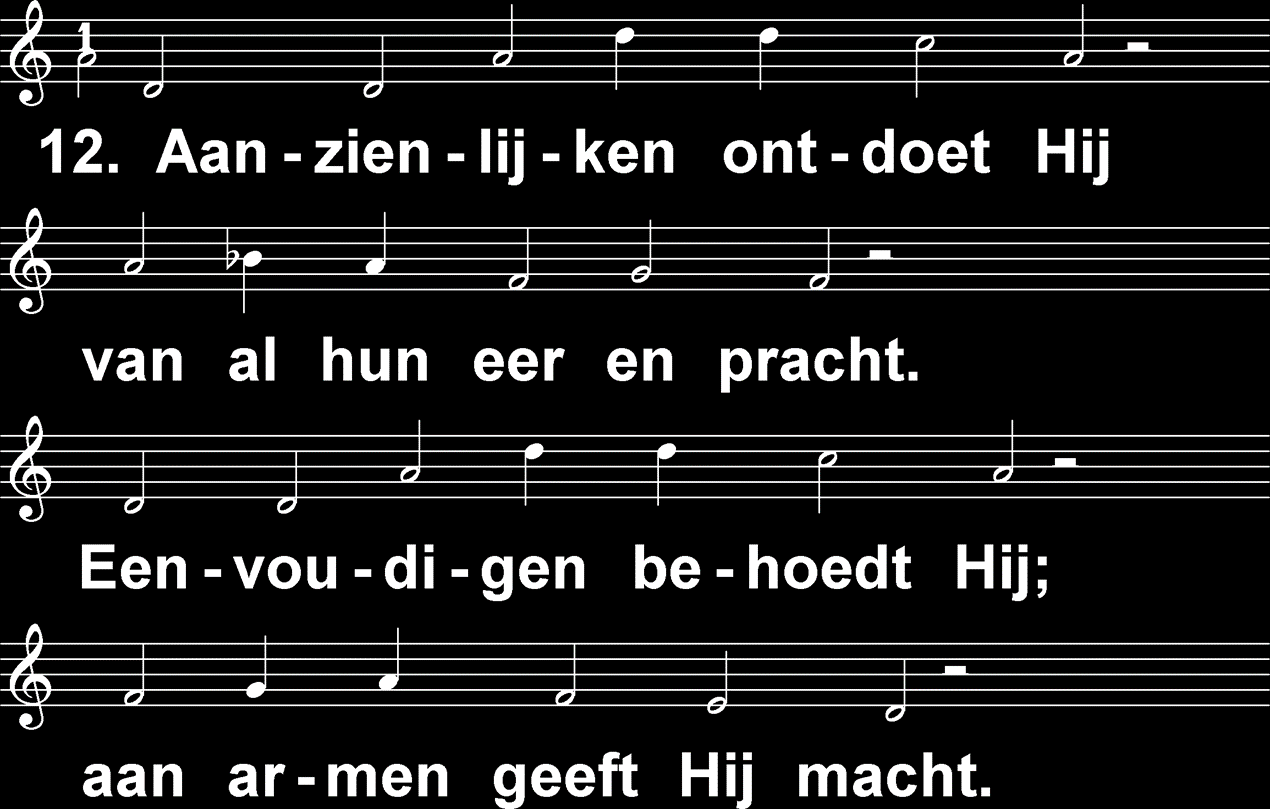 1
12. Aan - zien - lij - ken ont - doet Hij
van al hun eer en pracht.
Een - vou - di - gen be - hoedt Hij;
aan ar - men geeft Hij macht.